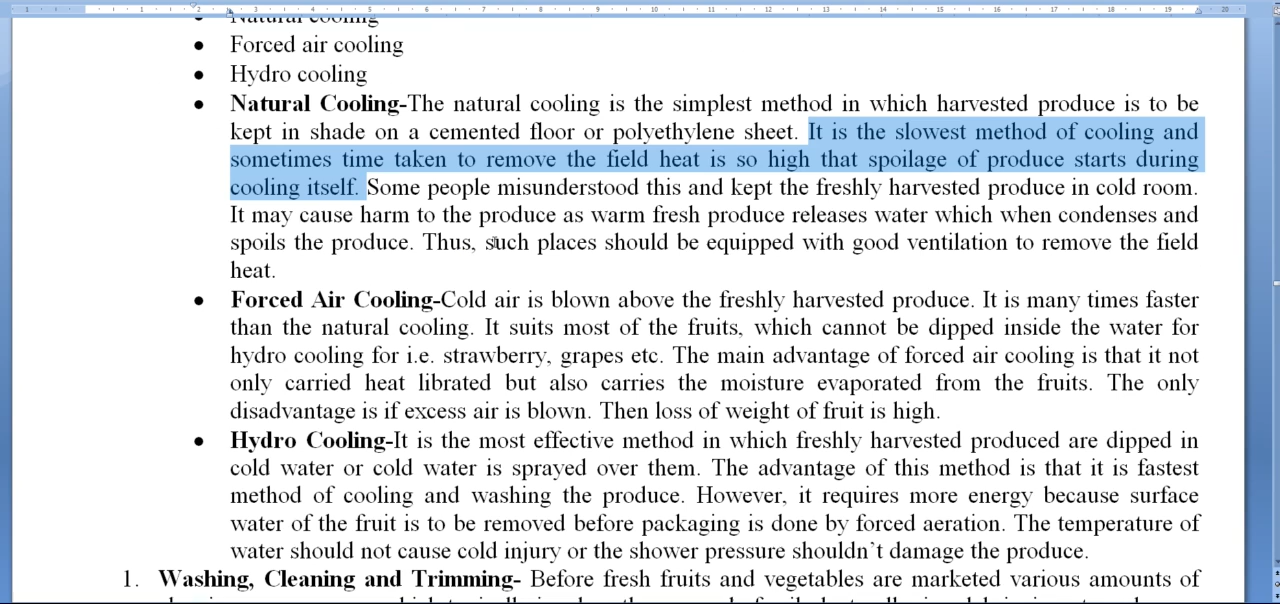 Natural cooling
Forced air cooling
Hydro cooling
Natural Cooling-The natural cooling is the simplest method in which harvested produce is to be
kept in shade on a cemented floor or polyethylene sheet. It is the slowest method of cooling and
sometimes time taken to remove the field heat is so high that spoilage of produce starts during
cooling itself. Some people misunderstood this and kept the freshly harvested produce in cold room.
It may cause harm to the produce as warm fresh produce releases water which when condenses and
spoils the produce. Thus, such places should be equipped with good ventilation to remove the field
heat.
Forced Air Cooling-Cold air is blown above the freshly harvested produce. It is many times faster
than the natural cooling. It suits most of the fruits, which cannot be dipped inside the water for
hydro cooling for i.e. strawberry, grapes etc. The main advantage of forced air cooling is that it not
only carried heat librated but also carries the moisture evaporated from the fruits. The only
disadvantage is if excess air is blown. Then loss of weight of fruit is high.
Hydro Cooling-It is the most effective method in which freshly harvested produced are dipped in
cold water or cold water is sprayed over them. The advantage of this method is that it is fastest
method of cooling and washing the produce. However, it requires more energy because surface
water of the fruit is to be removed before packaging is done by forced aeration. The temperature of
water should not cause cold injury or the shower pressure shouldn`t damage the produce.
1. Washing, Cleaning and Trimming- Before fresh fruits and vegetables are marketed various amounts of